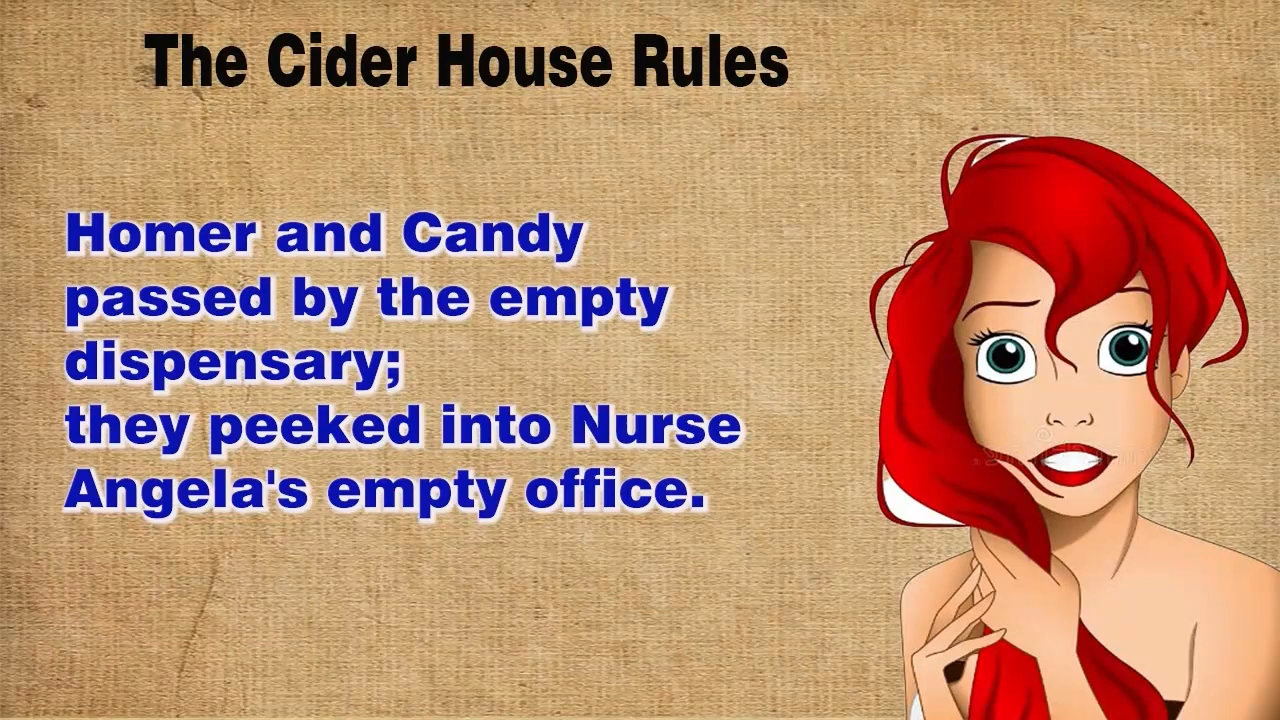 The Cider House Rules
Homer and Candy
passed by the empty
dispensary;
they peeked into Nurse
Angela's empty office.